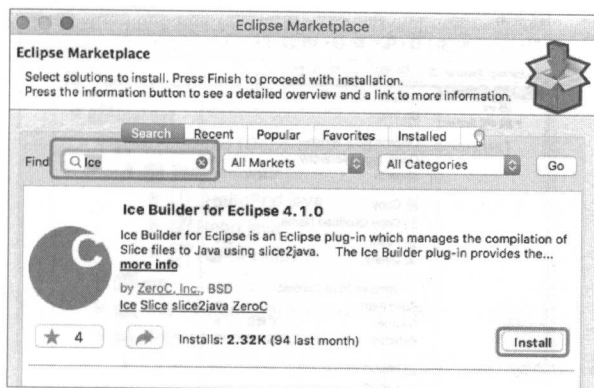 Eclipse Marketplace
Eclipse Marketplace
Select solutions to install. Press Finish to proceed with installation.
Press the information button to see a detailed overview and a link to more information.
Search Recent Popular Favorites Installed
Find Ice All Markets All Categories Go
Ice Builder for Eclipse 4.1.0
Ice Builder for Eclipse is an Eclipse plug-in which manages the compilation of
Slice files to Java using slice2java. The Ice Builder plug-in provides the...
more info
by ZeroC, Inc., BSD
Ice Slice slice2java ZeroC
4 Installs: 2.32K (94 last month) Install
C